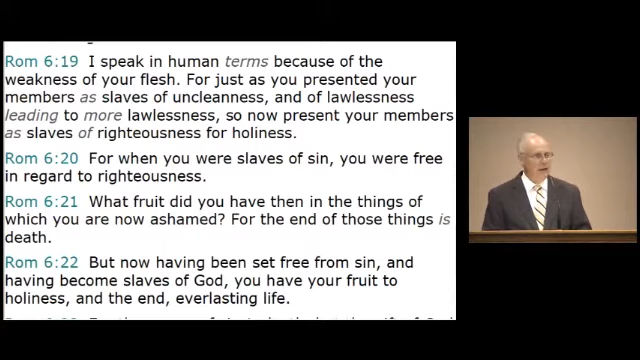 Rom 6:19 I speak in human terms because of the
weakness of your flesh. For just as you presented your
members as slaves of uncleanness, and of lawlessness
leading to more lawlessness, so now present your members
as slaves of righteousness for holiness.
Rom 6:20 For when you were slaves of sin, you were free
in regard to righteousness.
Rom 6:21 What fruit did you have then in the things of
which you are now ashamed? For the end of those things is
death.
Rom 6:22 But now having been set free from sin, and
having become slaves of God, you have your fruit to
holiness, and the end, everlasting life.